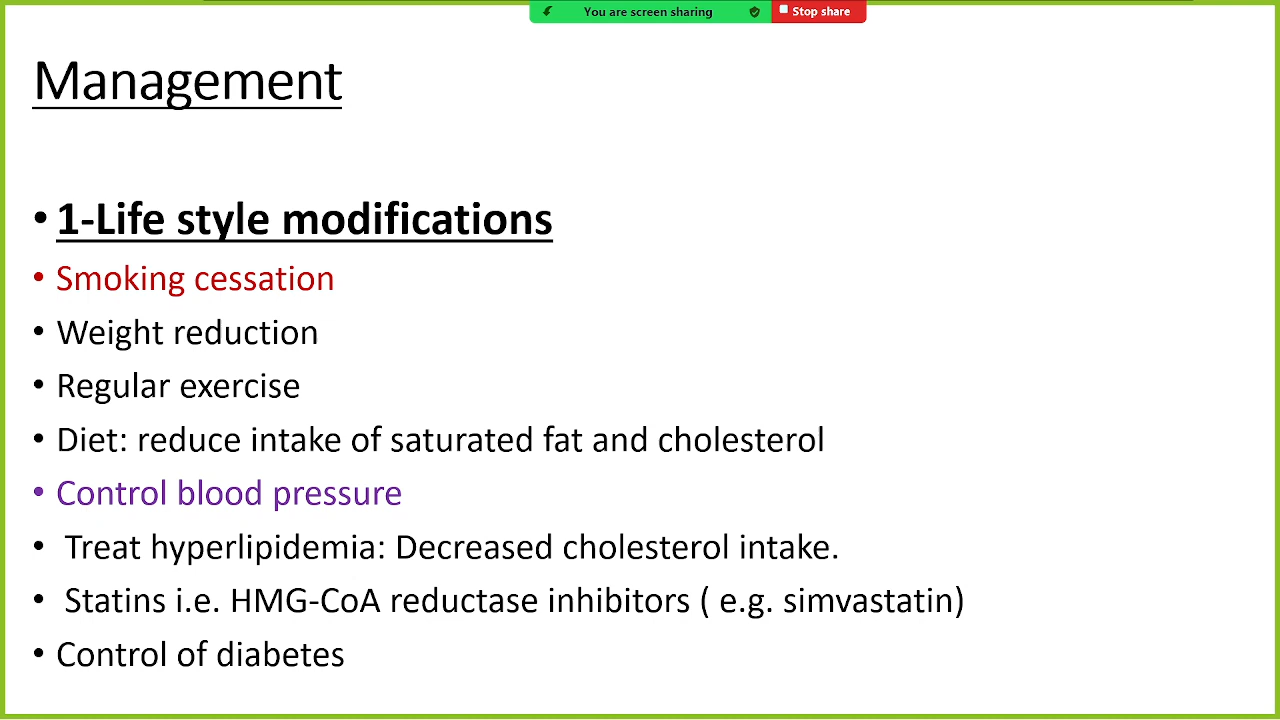 You are screen sharing Stop share
Management
• 1-Life style modifications
• Smoking cessation
• Weight reduction
• Regular exercise
• Diet: reduce intake of saturated fat and cholesterol
• Control blood pressure
• Treat hyperlipidemia: Decreased cholesterol intake.
• Statins i.e. HMG-CoA reductase inhibitors ( e.g. simvastatin)
• Control of diabetes